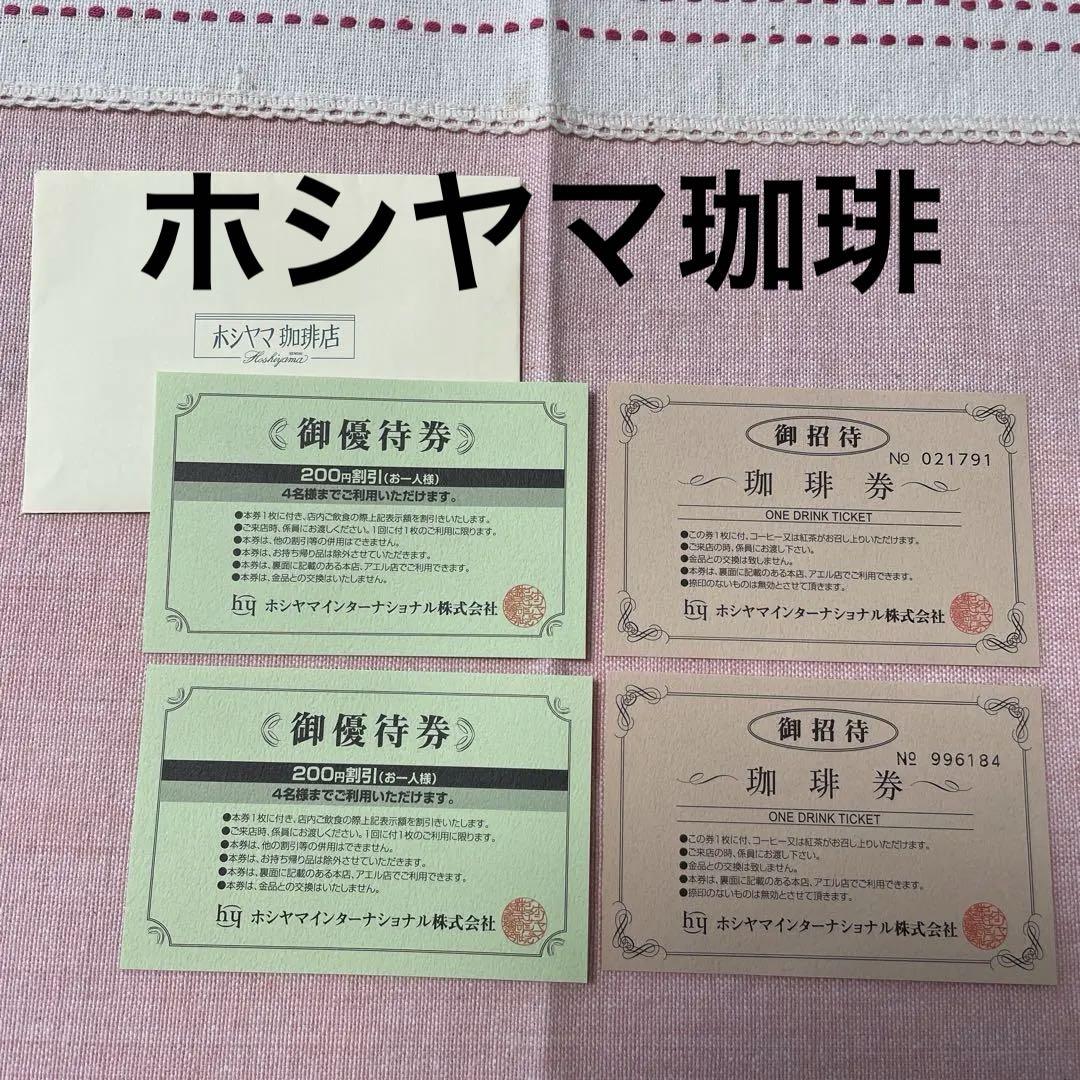 ホシヤマ珈琲
ホシヤマ珈琲店
SENDAI
Hoshiyama
御優待券
200円割引(お一人様)
4名様までご利用いただけます。
●本券1枚に付き、店内ご飲食の際上記表示額を割引きいたします。
●ご来店時、係員にお渡しください。1回に付1枚のご利用に限ります。
●本券は、他の割引等の併用はできません。
●本券は、お持ち帰り品は除外させていただきます。
●本券は、裏面に記載のある本店、アエル店でご利用できます。
●本券は、金品との交換はいたしません。
hy ホシヤマインターナショナル株式会社
御招待
№ 021791
珈琲券
ONE DRINK TICKET
●この券1枚に付、コーヒー又は紅茶がお召し上りいただけます。
●ご来店の時、係員にお渡し下さい。
●金品との交換は致しません。
●本券は、裏面に記載のある本店、アエル店でご利用できます。
●捺印のないものは無効とさせて頂きます。
hy ホシヤマインターナショナル株式会社
御優待券
200円割引(お一人様)
4名様までご利用いただけます。
●本券1枚に付き、店内ご飲食の際上記表示額を割引きいたします。
●ご来店時、係員にお渡しください。1回に付1枚のご利用に限ります。
●本券は、他の割引等の併用はできません。
●本券は、お持ち帰り品は除外させていただきます。
●本券は、裏面に記載のある本店、アエル店でご利用できます。
●本券は、金品との交換はいたしません。
hy ホシヤマインターナショナル株式会社
御招待
№ 996184
珈琲券
ONE DRINK TICKET
●この券1枚に付、コーヒー又は紅茶がお召し上りいただけます。
●ご来店の時、係員にお渡し下さい。
●金品との交換は致しません。
●本券は、裏面に記載のある本店、アエル店でご利用できます。
●捺印のないものは無効とさせて頂きます。
hy ホシヤマインターナショナル株式会社